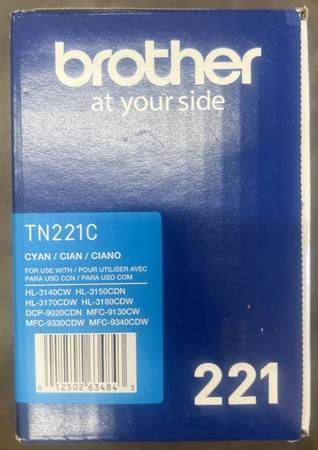 brother
at your side
TN221C
CYAN / CIAN / CIANO
FOR USE WITH / POUR UTILISER AVEC
PARA USO CON / PARA USO COM
HL-3140CW HL-3150CDN
HL-3170CDW HL-3180CDW
DCP-9020CDN MFC-9130CW
MFC-9330CDW MFC-9340CDW
0 12502 63484 3
221